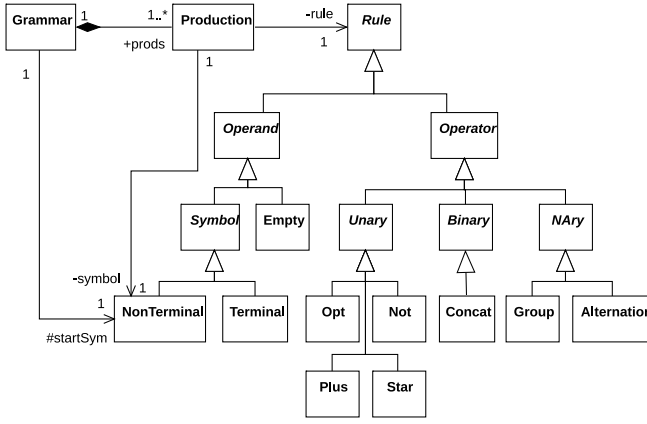 Grammar 1 1..* Production -rule Rule
+prods 1
1 1
Operand Operator
Symbol Empty Unary Binary NAry
-symbol
1 1
NonTerminal Terminal Opt Not Concat Group Alternation
#startSym
Plus Star